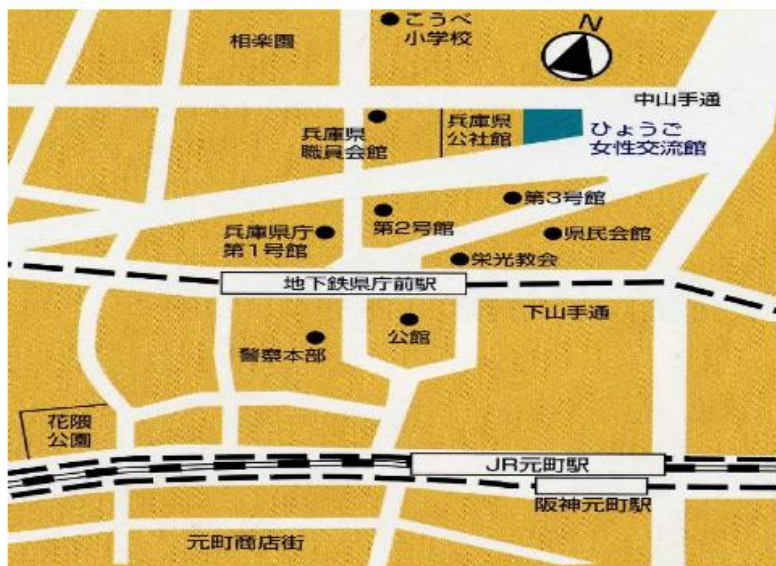 こうべ
小学校
N
相楽園
中山手通
兵庫県
職員会館
兵庫県
公社館
ひょうご
女性交流館
第3号館
第2号館
兵庫県庁
第1号館
県民会館
栄光教会
地下鉄県庁前駅
下山手通
公館
警察本部
花隈
公園
JR元町駅
阪神元町駅
元町商店街